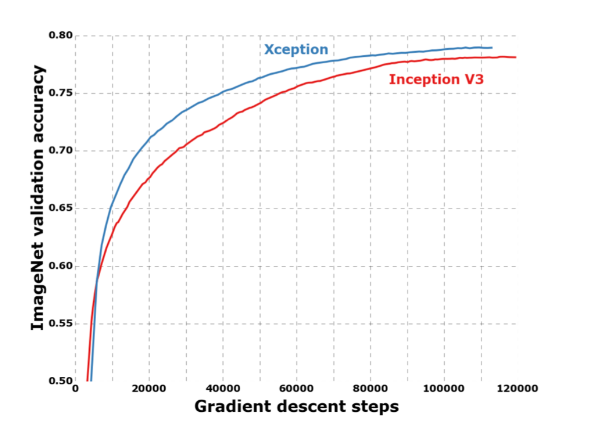 0.80
Xception
Inception V3
0.75
0.70
0.65
0.60
0.55
0.50
ImageNet validation accuracy
0 20000 40000 60000 80000 100000 120000
Gradient descent steps